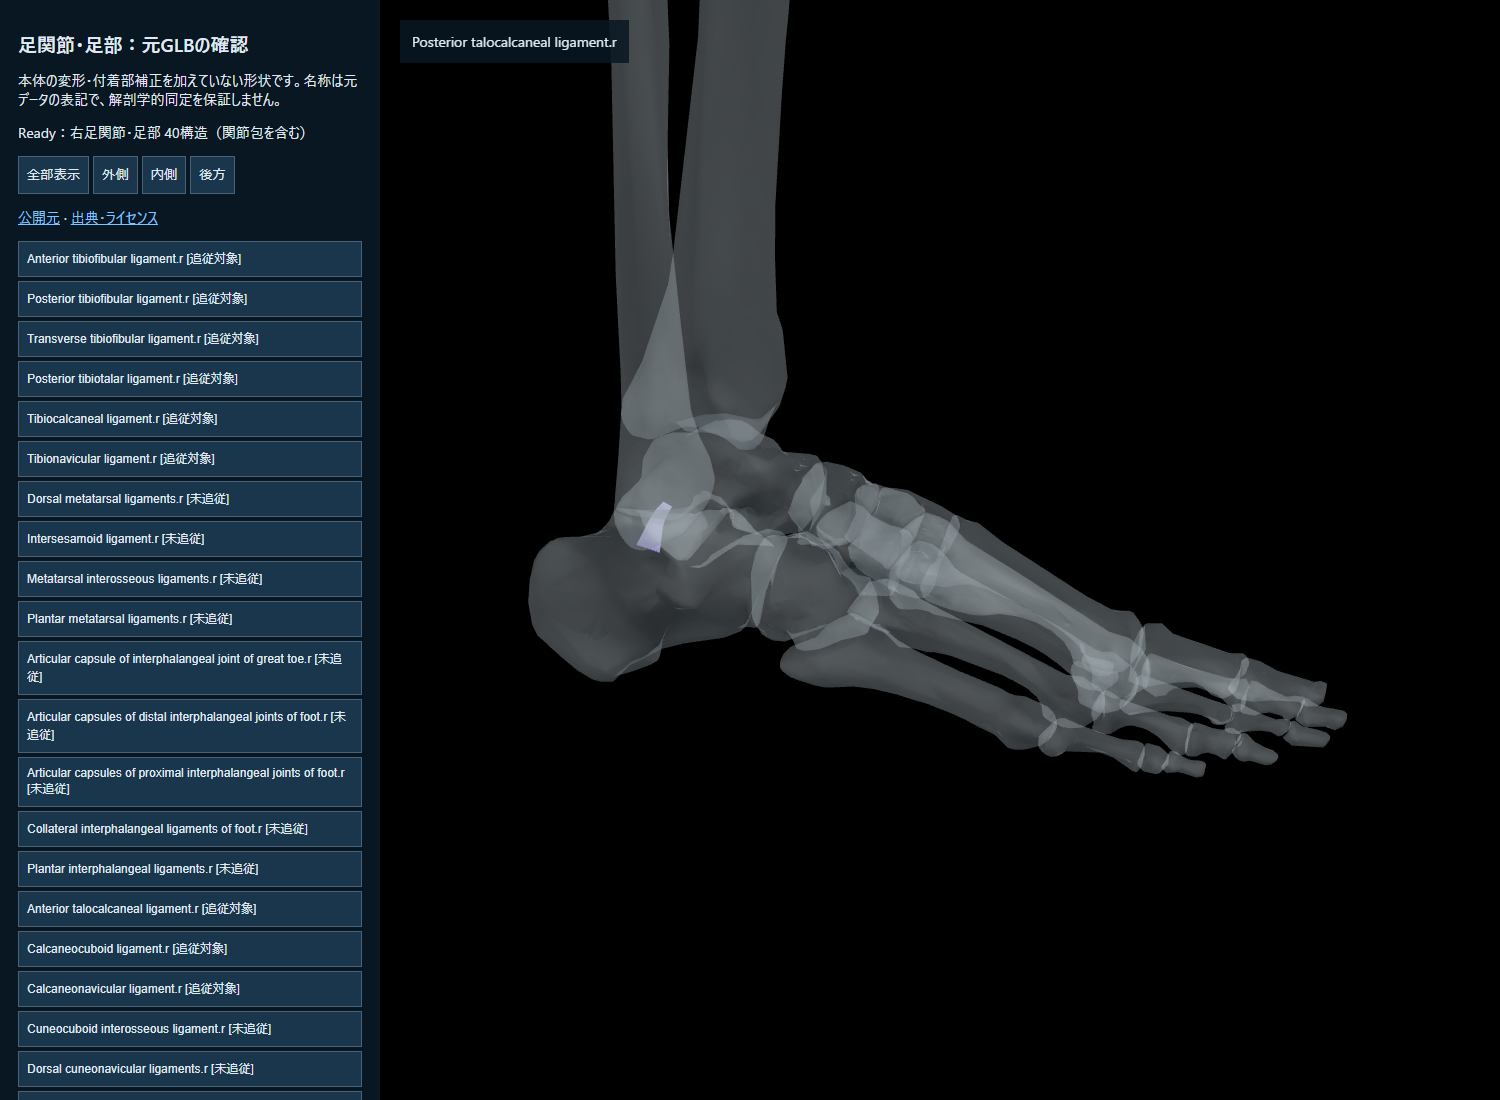 足関節・足部：元GLBの確認
本体の変形・付着部補正を加えていない形状です。名称は元
データの表記で、解剖学的同定を保証しません。
Ready：右足関節・足部 40構造（関節包を含む）
全部表示 外側 内側 後方
公開元 · 出典・ライセンス
Anterior tibiofibular ligament.r [追従対象]
Posterior tibiofibular ligament.r [追従対象]
Transverse tibiofibular ligament.r [追従対象]
Posterior tibiotalar ligament.r [追従対象]
Tibiocalcaneal ligament.r [追従対象]
Tibionavicular ligament.r [追従対象]
Dorsal metatarsal ligaments.r [未追従]
Intersesamoid ligament.r [未追従]
Metatarsal interosseous ligaments.r [未追従]
Plantar metatarsal ligaments.r [未追従]
Articular capsule of interphalangeal joint of great toe.r [未追
従]
Articular capsules of distal interphalangeal joints of foot.r [未
追従]
Articular capsules of proximal interphalangeal joints of foot.r
[未追従]
Collateral interphalangeal ligaments of foot.r [未追従]
Plantar interphalangeal ligaments.r [未追従]
Anterior talocalcaneal ligament.r [追従対象]
Calcaneocuboid ligament.r [追従対象]
Calcaneonavicular ligament.r [追従対象]
Cuneocuboid interosseous ligament.r [未追従]
Dorsal cuneonavicular ligaments.r [未追従]
Posterior talocalcaneal ligament.r